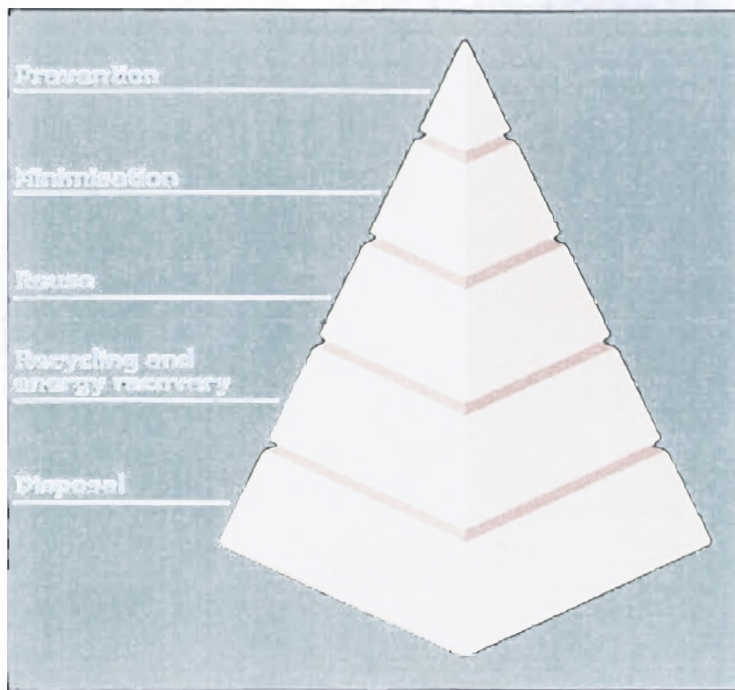 Prevention
Minimisation
Reuse
Recycling and
energy recovery
Disposal